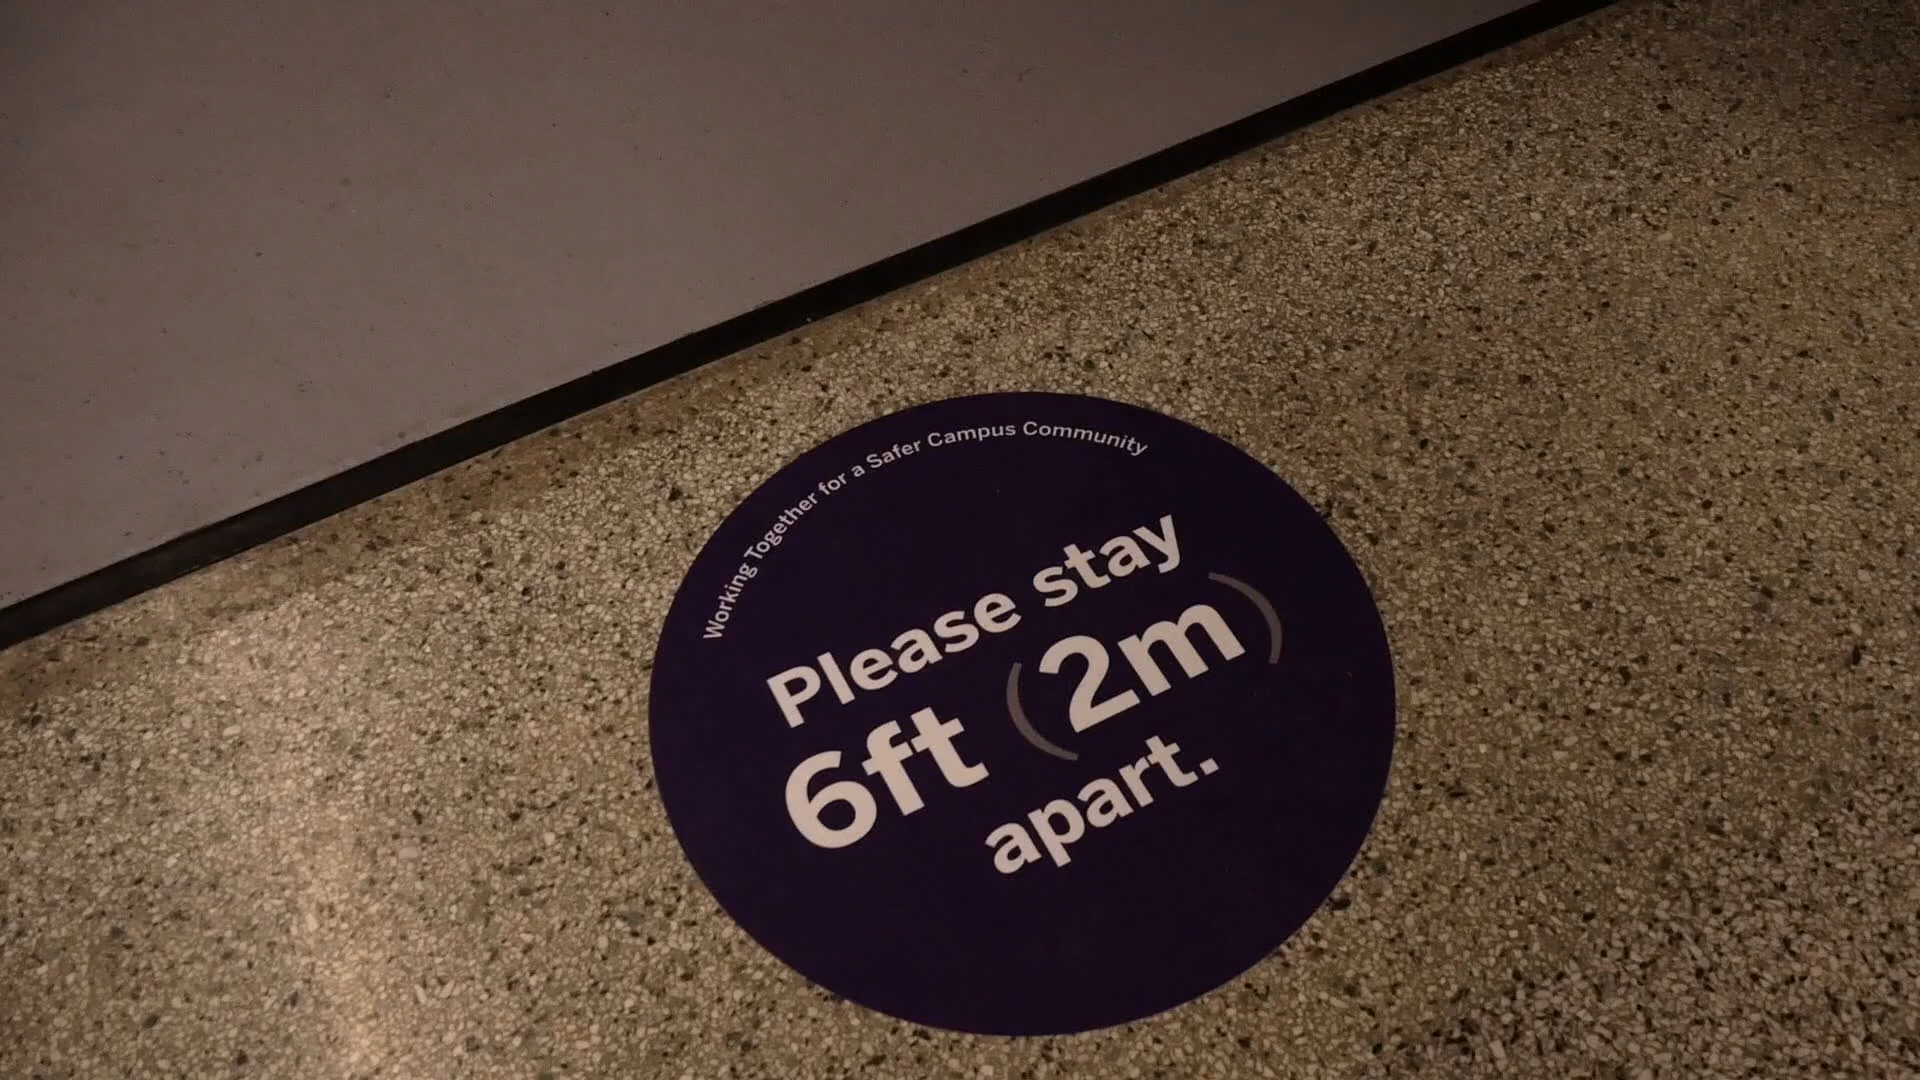 Working Together for a Safer Campus Community
Please stay
6ft (2m)
apart.